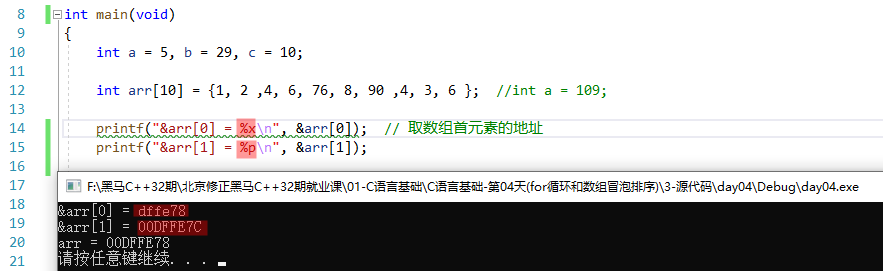 8 int main(void)
9 {
10 int a = 5, b = 29, c = 10;
11
12 int arr[10] = {1, 2 ,4, 6, 76, 8, 90 ,4, 3, 6 }; //int a = 109;
13
14 printf("&arr[0] = %x\n", &arr[0]); // 取数组首元素的地址
15 printf("&arr[1] = %p\n", &arr[1]);
16
17 F:\黑马C++32期\北京修正黑马C++32期就业课\01-C语言基础\C语言基础-第04天(for循环和数组冒泡排序)\3-源代码\day04\Debug\day04.exe
18 &arr[0] = dffe78
19 &arr[1] = 00DFFE7C
20 arr = 00DFFE78
21 请按任意键继续. . .